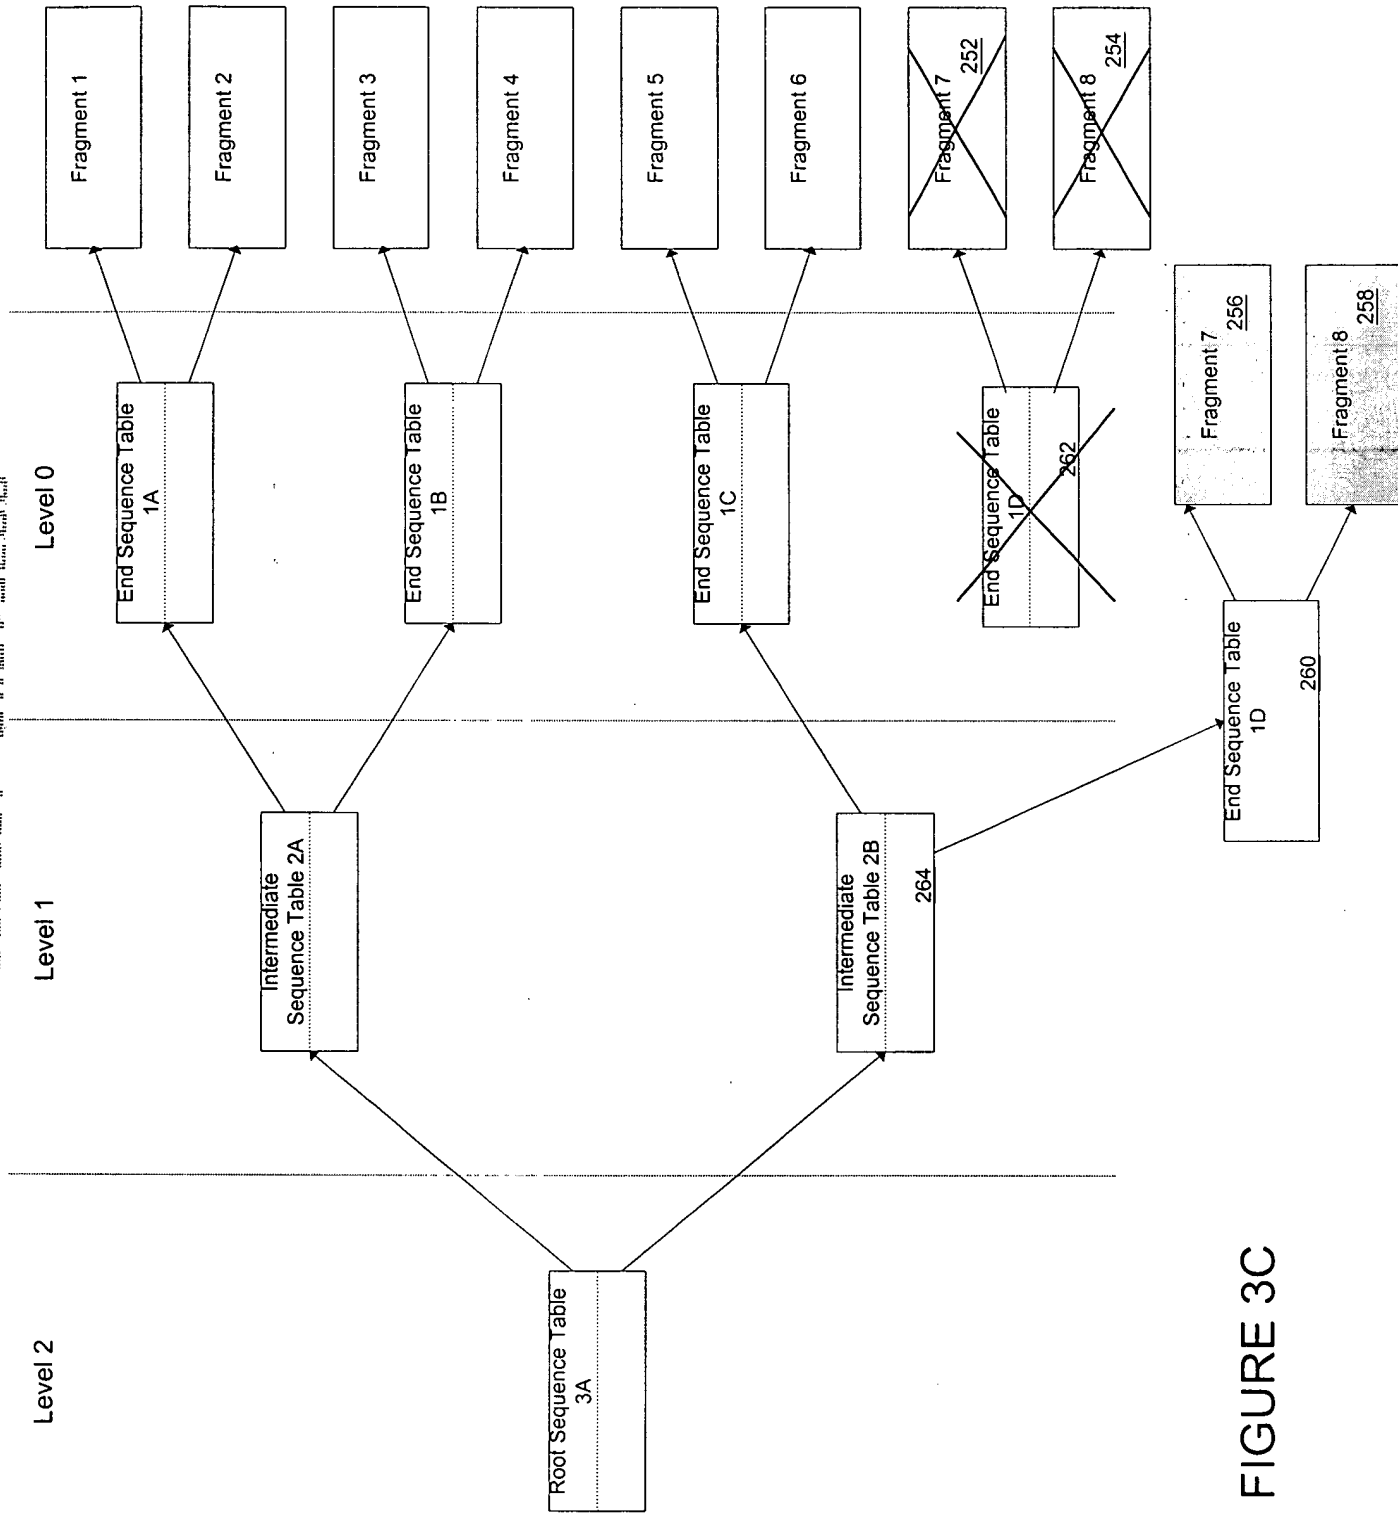 Level 2
Level 1
Level 0
Root Sequence Table
3A
Intermediate
Sequence Table 2A
Intermediate
Sequence Table 2B
264
End Sequence Table
1A
End Sequence Table
1B
End Sequence Table
1C
End Sequence Table
1D
262
End Sequence Table
1D
260
Fragment 1
Fragment 2
Fragment 3
Fragment 4
Fragment 5
Fragment 6
Fragment 7
252
Fragment 8
254
Fragment 7
256
Fragment 8
258
FIGURE 3C